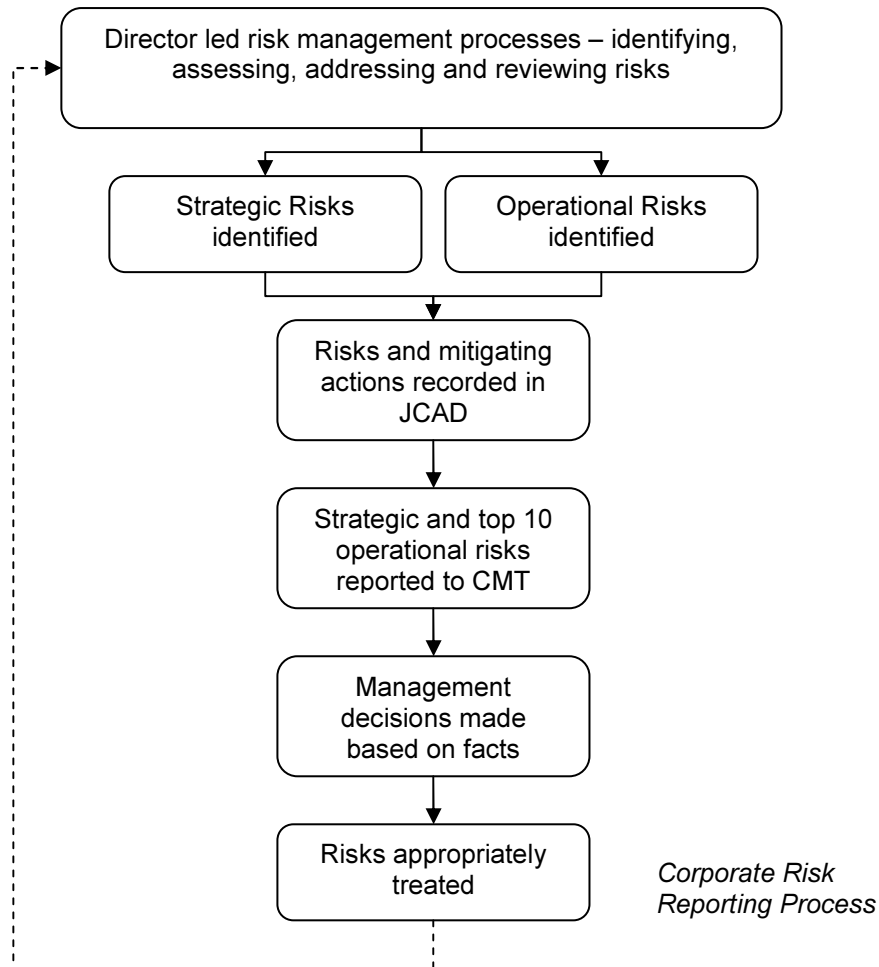 Director led risk management processes – identifying,
assessing, addressing and reviewing risks
Strategic Risks
identified
Operational Risks
identified
Risks and mitigating
actions recorded in
JCAD
Strategic and top 10
operational risks
reported to CMT
Management
decisions made
based on facts
Risks appropriately
treated
Corporate Risk
Reporting Process